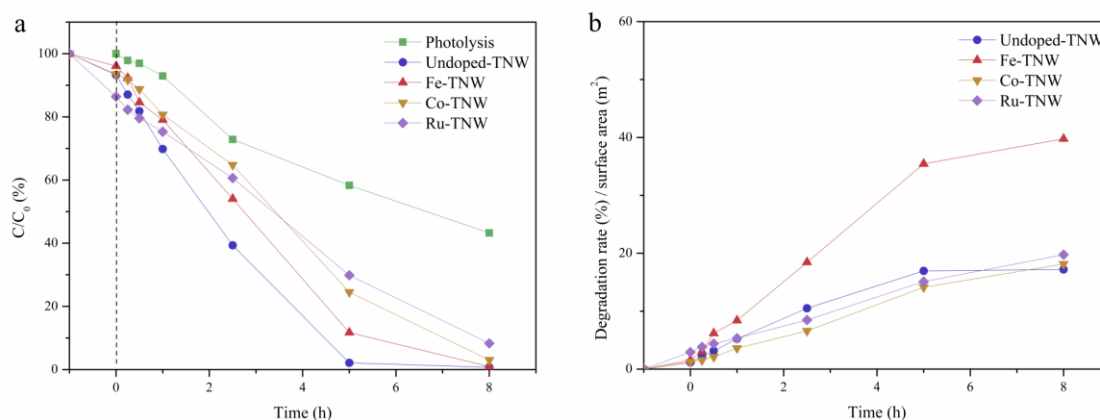 a
C/C0 (%)
100
80
60
40
20
0
Photolysis
Undoped-TNW
Fe-TNW
Co-TNW
Ru-TNW
0
2
4
6
8
Time (h)
b
Degradation rate (%) / surface area (m2)
60
40
20
0
Undoped-TNW
Fe-TNW
Co-TNW
Ru-TNW
0
2
4
6
8
Time (h)